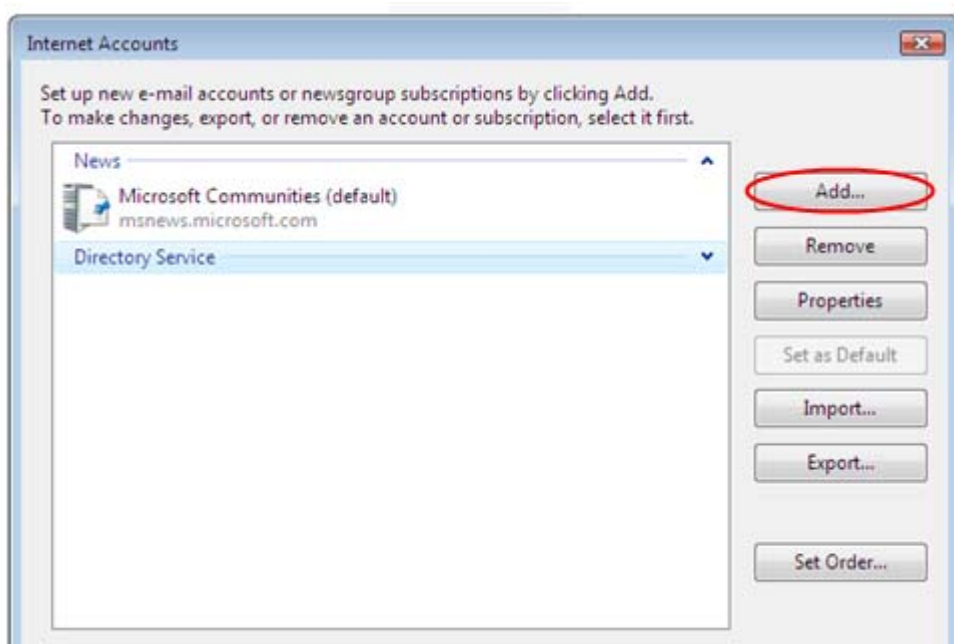 Internet Accounts
Set up new e-mail accounts or newsgroup subscriptions by clicking Add.
To make changes, export, or remove an account or subscription, select it first.
News
Microsoft Communities (default)
msnews.microsoft.com
Directory Service
Add...
Remove
Properties
Set as Default
Import...
Export...
Set Order...